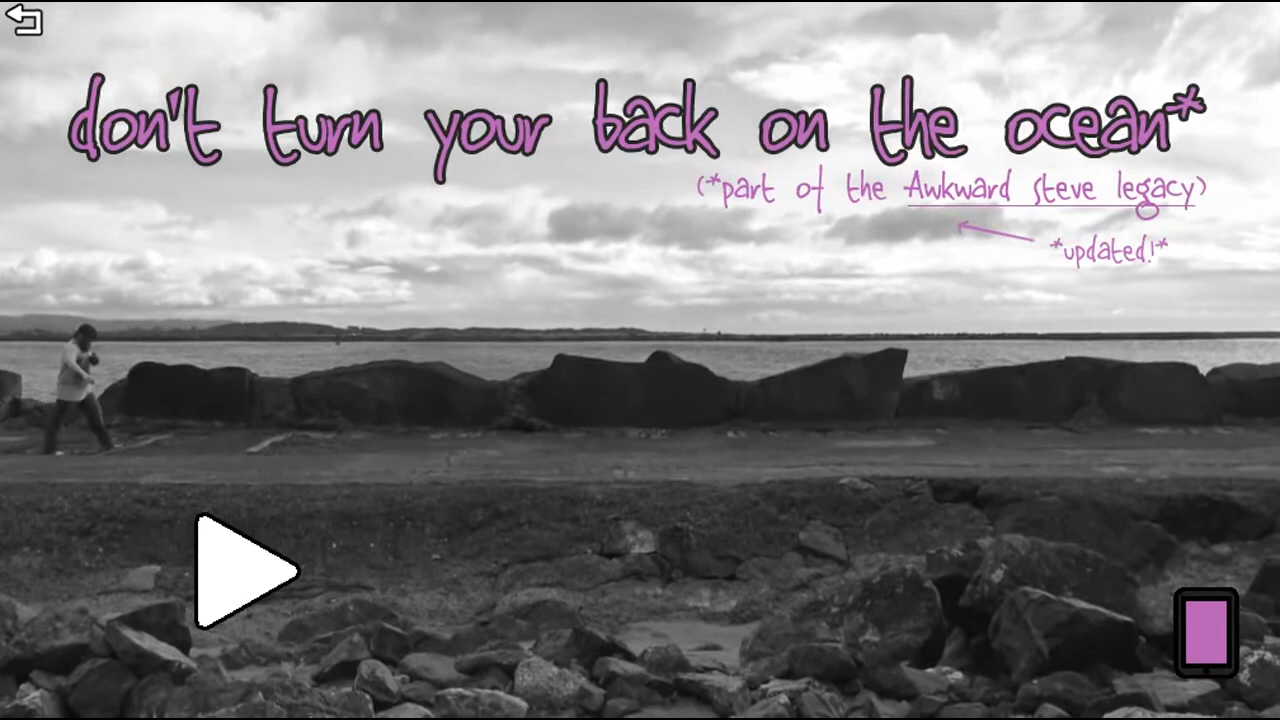 don't turn your back on the ocean*
(*part of the Awkward steve legacy)
*updated!*